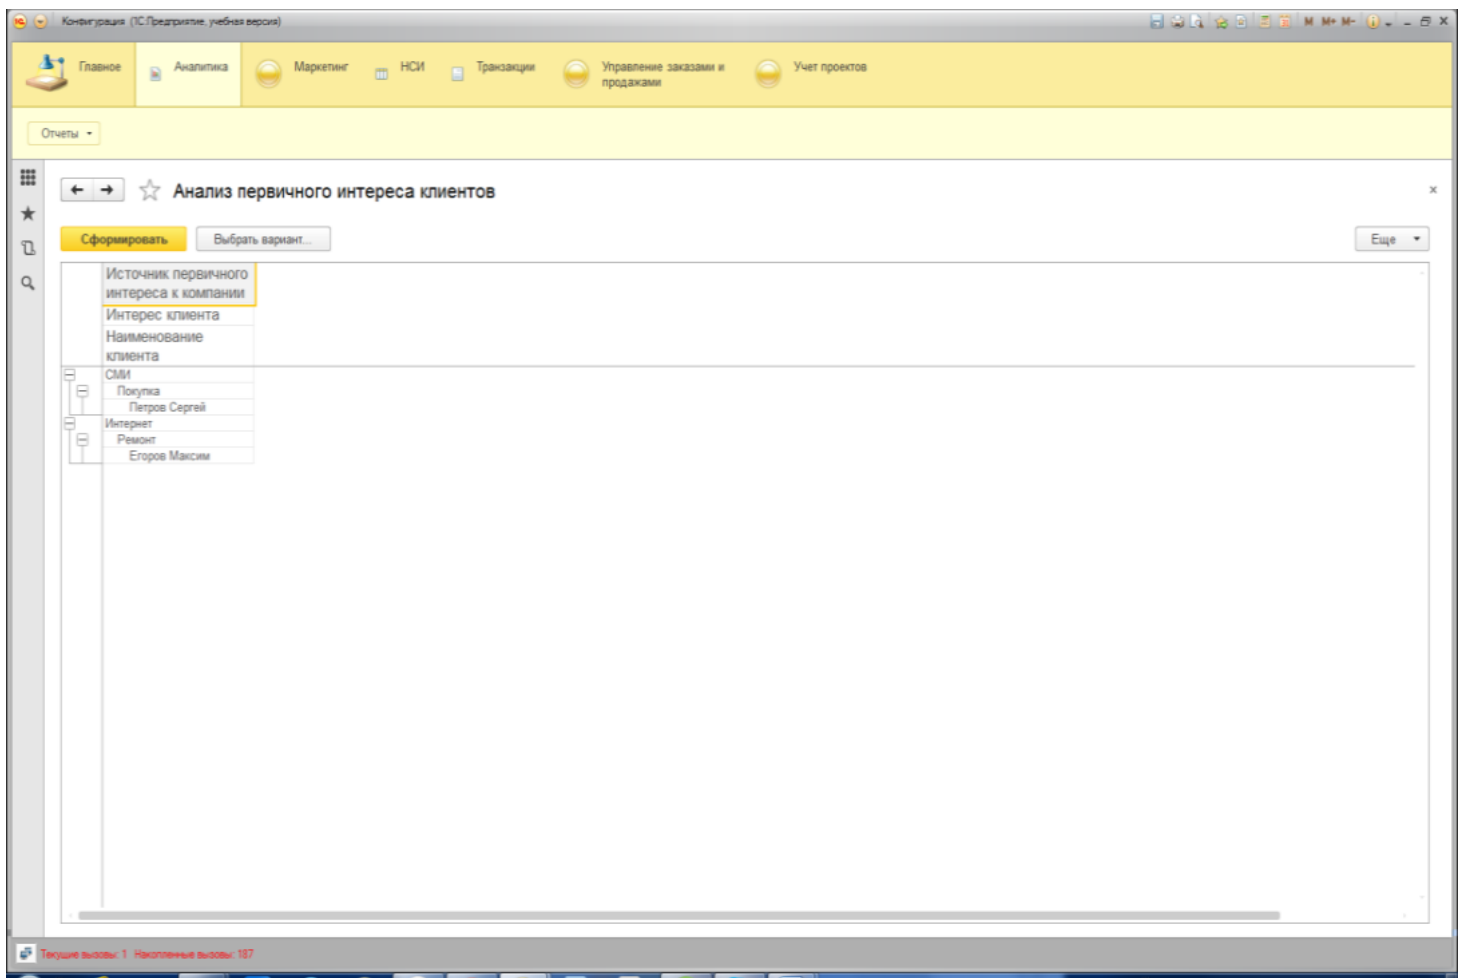 Конфигурация (1С:Предприятие, учебная версия)
M M+ M-
Главное
Аналитика
Маркетинг
НСИ
Транзакции
Управление заказами и
продажами
Учет проектов
Отчеты
Анализ первичного интереса клиентов
Сформировать
Выбрать вариант...
Еще
Источник первичного
интереса к компании
Интерес клиента
Наименование
клиента
СМИ
Покупка
Петров Сергей
Интернет
Ремонт
Егоров Максим
Текущие вызовы: 1 Накопленные вызовы: 187